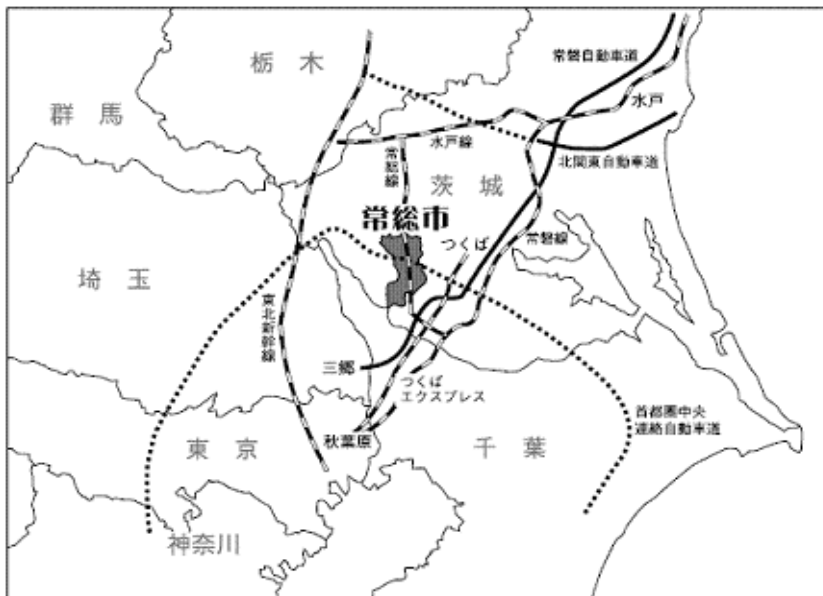 栃木
常磐自動車道
群馬
水戸
水戸線
常総線
北関東自動車道
茨城
常総市
つくば
常磐線
埼玉
東北新幹線
三郷
つくば
エクスプレス
首都圏中央
連絡自動車道
秋葉原
東京
千葉
神奈川